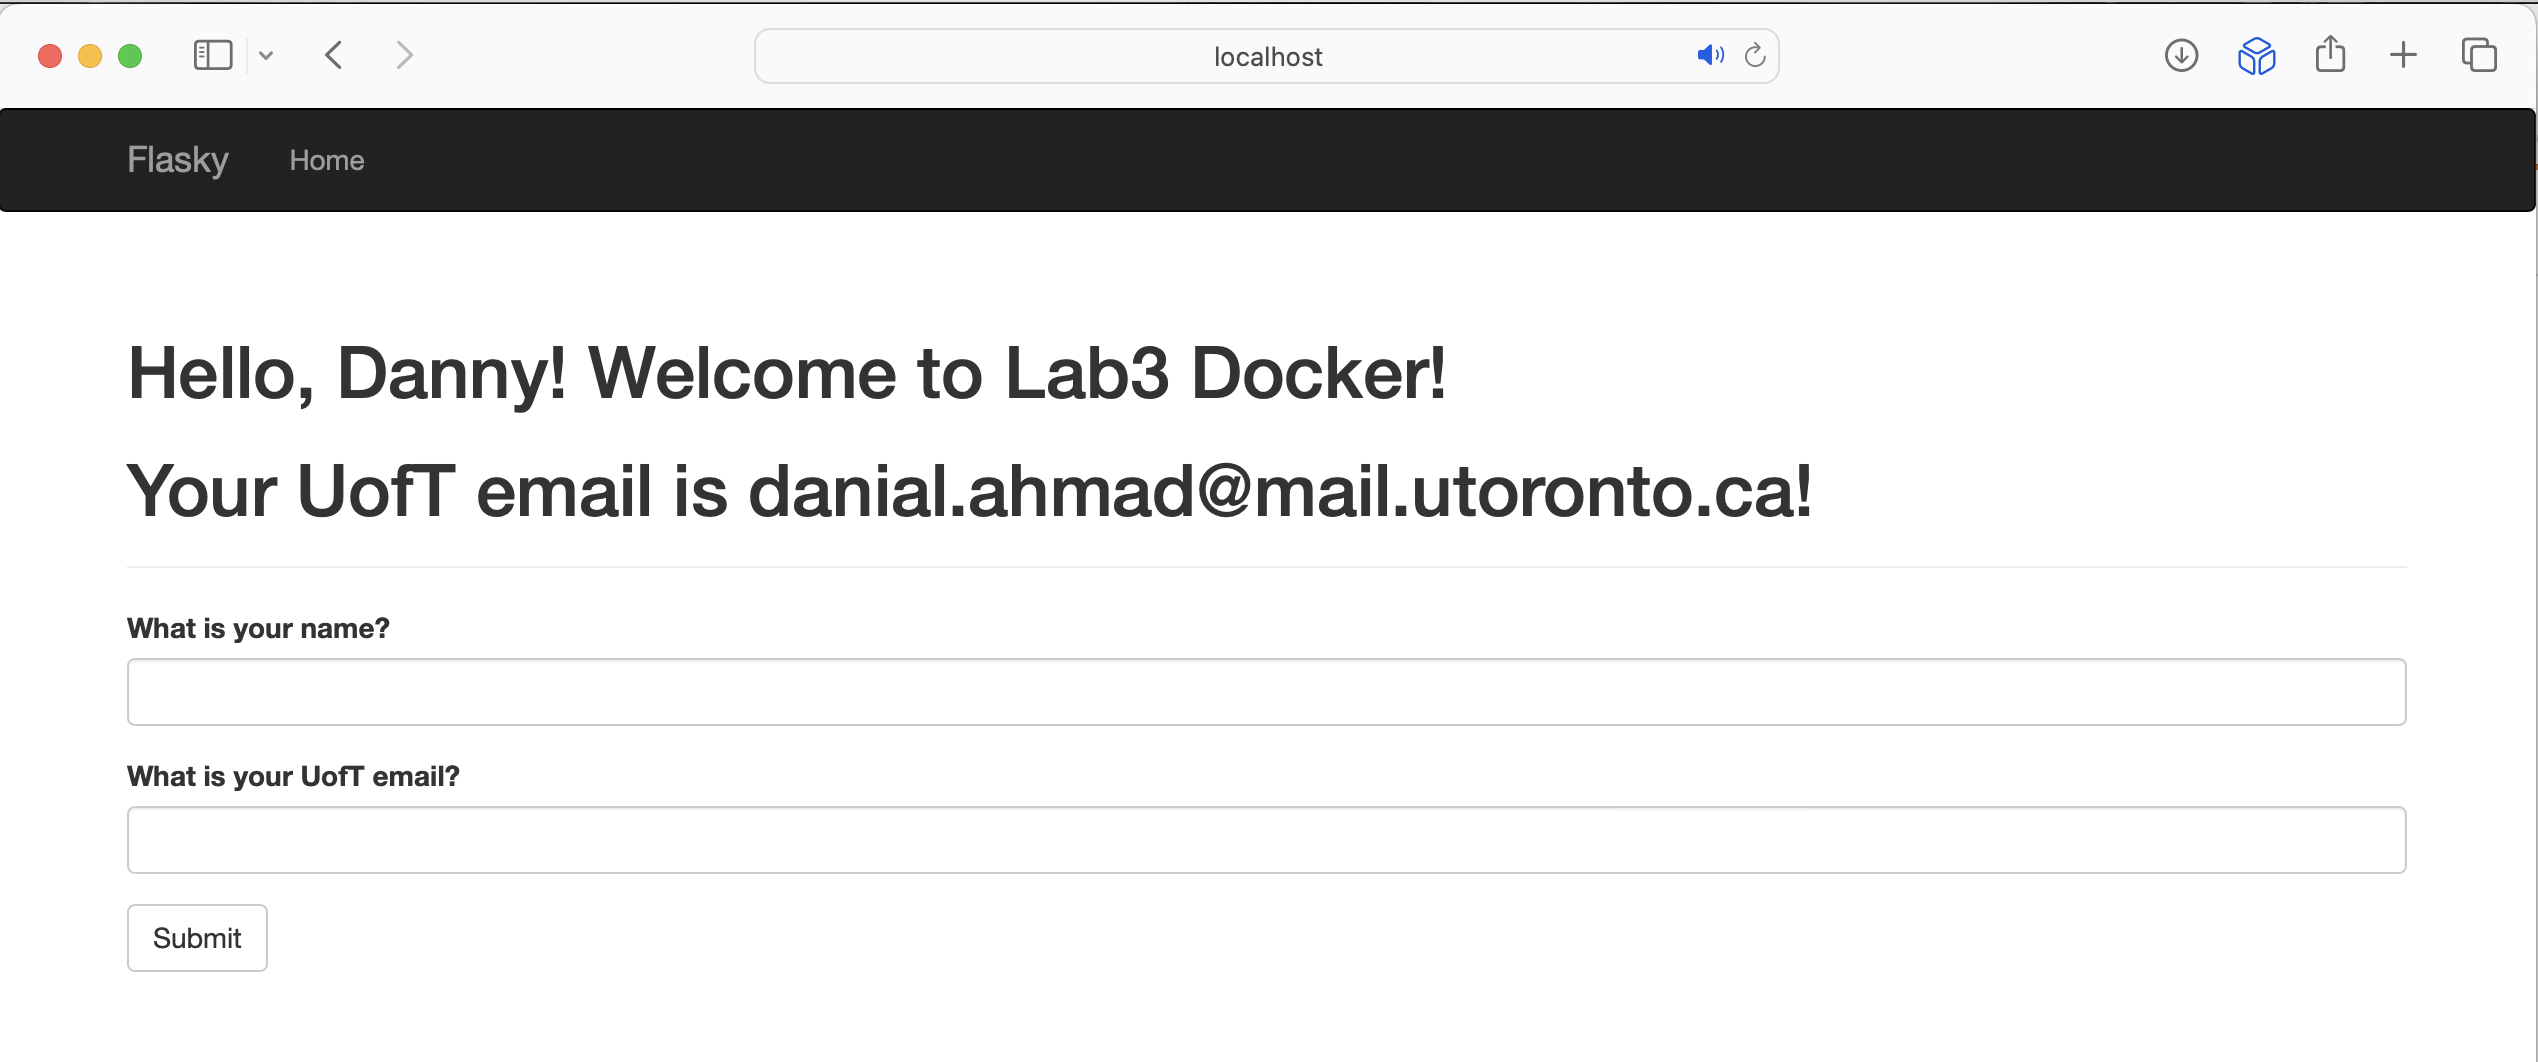 localhost
Flasky Home
Hello, Danny! Welcome to Lab3 Docker!
Your UofT email is danial.ahmad@mail.utoronto.ca!
What is your name?
What is your UofT email?
Submit